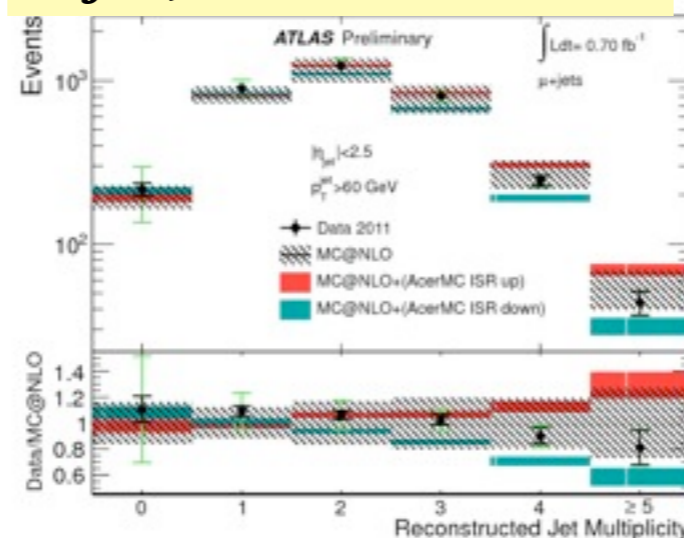 ATLAS Preliminary
∫Ldt= 0.70 fb⁻¹
μ+jets
Events
10³
10²
|η_jet|<2.5
p_T^jet>60 GeV
Data 2011
MC@NLO
MC@NLO+(AcerMC ISR up)
MC@NLO+(AcerMC ISR down)
Data/MC@NLO
1.4
1.2
1
0.8
0.6
0 1 2 3 4 ≥ 5
Reconstructed Jet Multiplicity